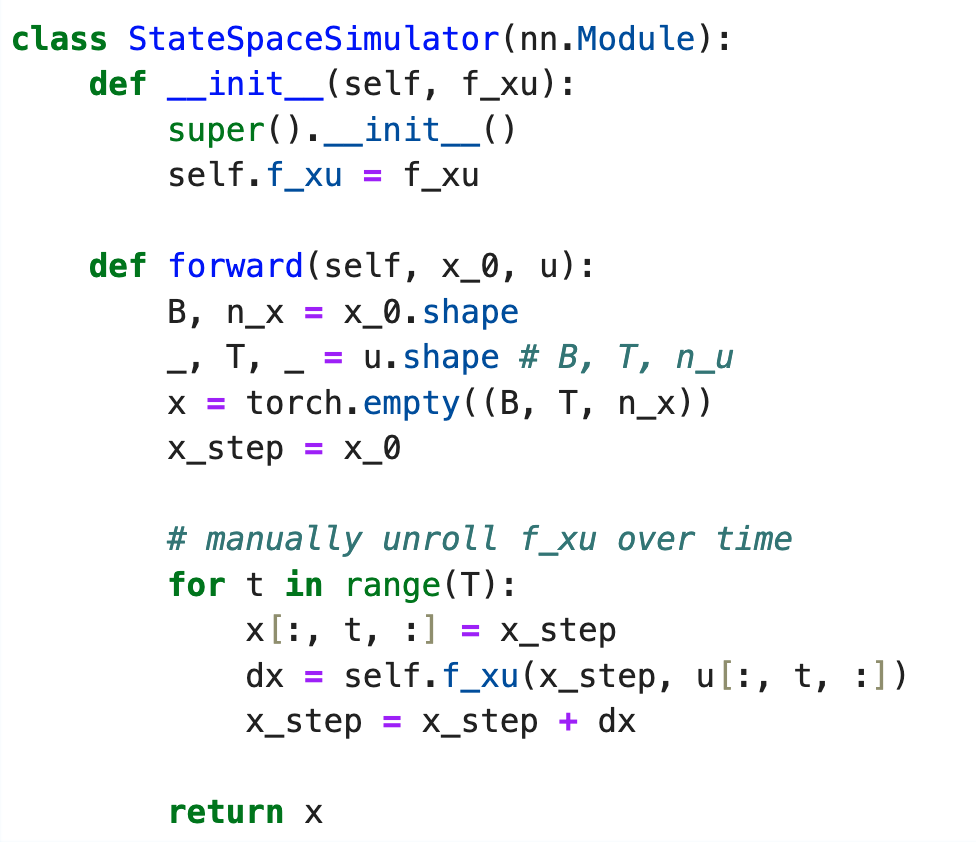 class StateSpaceSimulator(nn.Module):
    def __init__(self, f_xu):
        super().__init__()
        self.f_xu = f_xu

    def forward(self, x_0, u):
        B, n_x = x_0.shape
        _, T, _ = u.shape # B, T, n_u
        x = torch.empty((B, T, n_x))
        x_step = x_0

        # manually unroll f_xu over time
        for t in range(T):
            x[:, t, :] = x_step
            dx = self.f_xu(x_step, u[:, t, :])
            x_step = x_step + dx

        return x